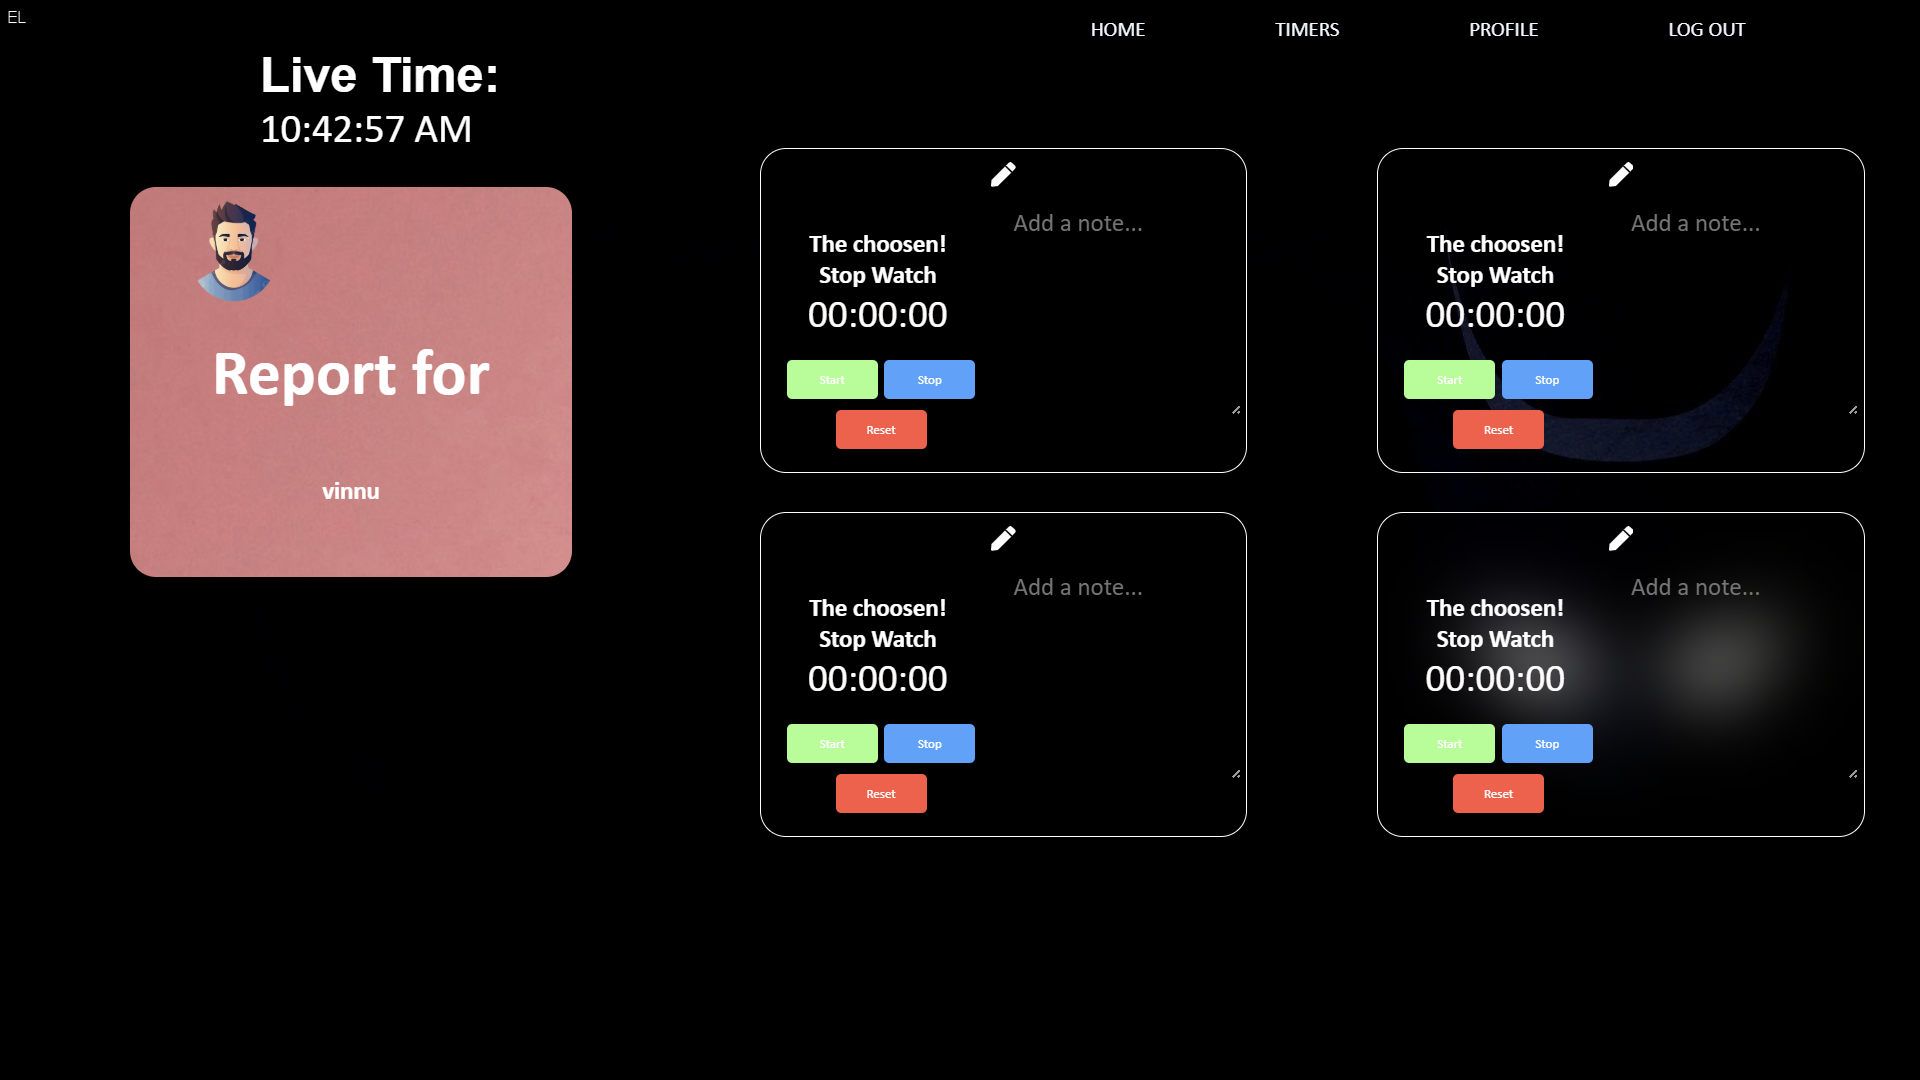 EL
HOME
TIMERS
PROFILE
LOG OUT
Live Time:
10:42:57 AM
Report for
vinnu
The choosen!
Stop Watch
00:00:00
Start
Stop
Reset
Add a note...
The choosen!
Stop Watch
00:00:00
Start
Stop
Reset
Add a note...
The choosen!
Stop Watch
00:00:00
Start
Stop
Reset
Add a note...
The choosen!
Stop Watch
00:00:00
Start
Stop
Reset
Add a note...